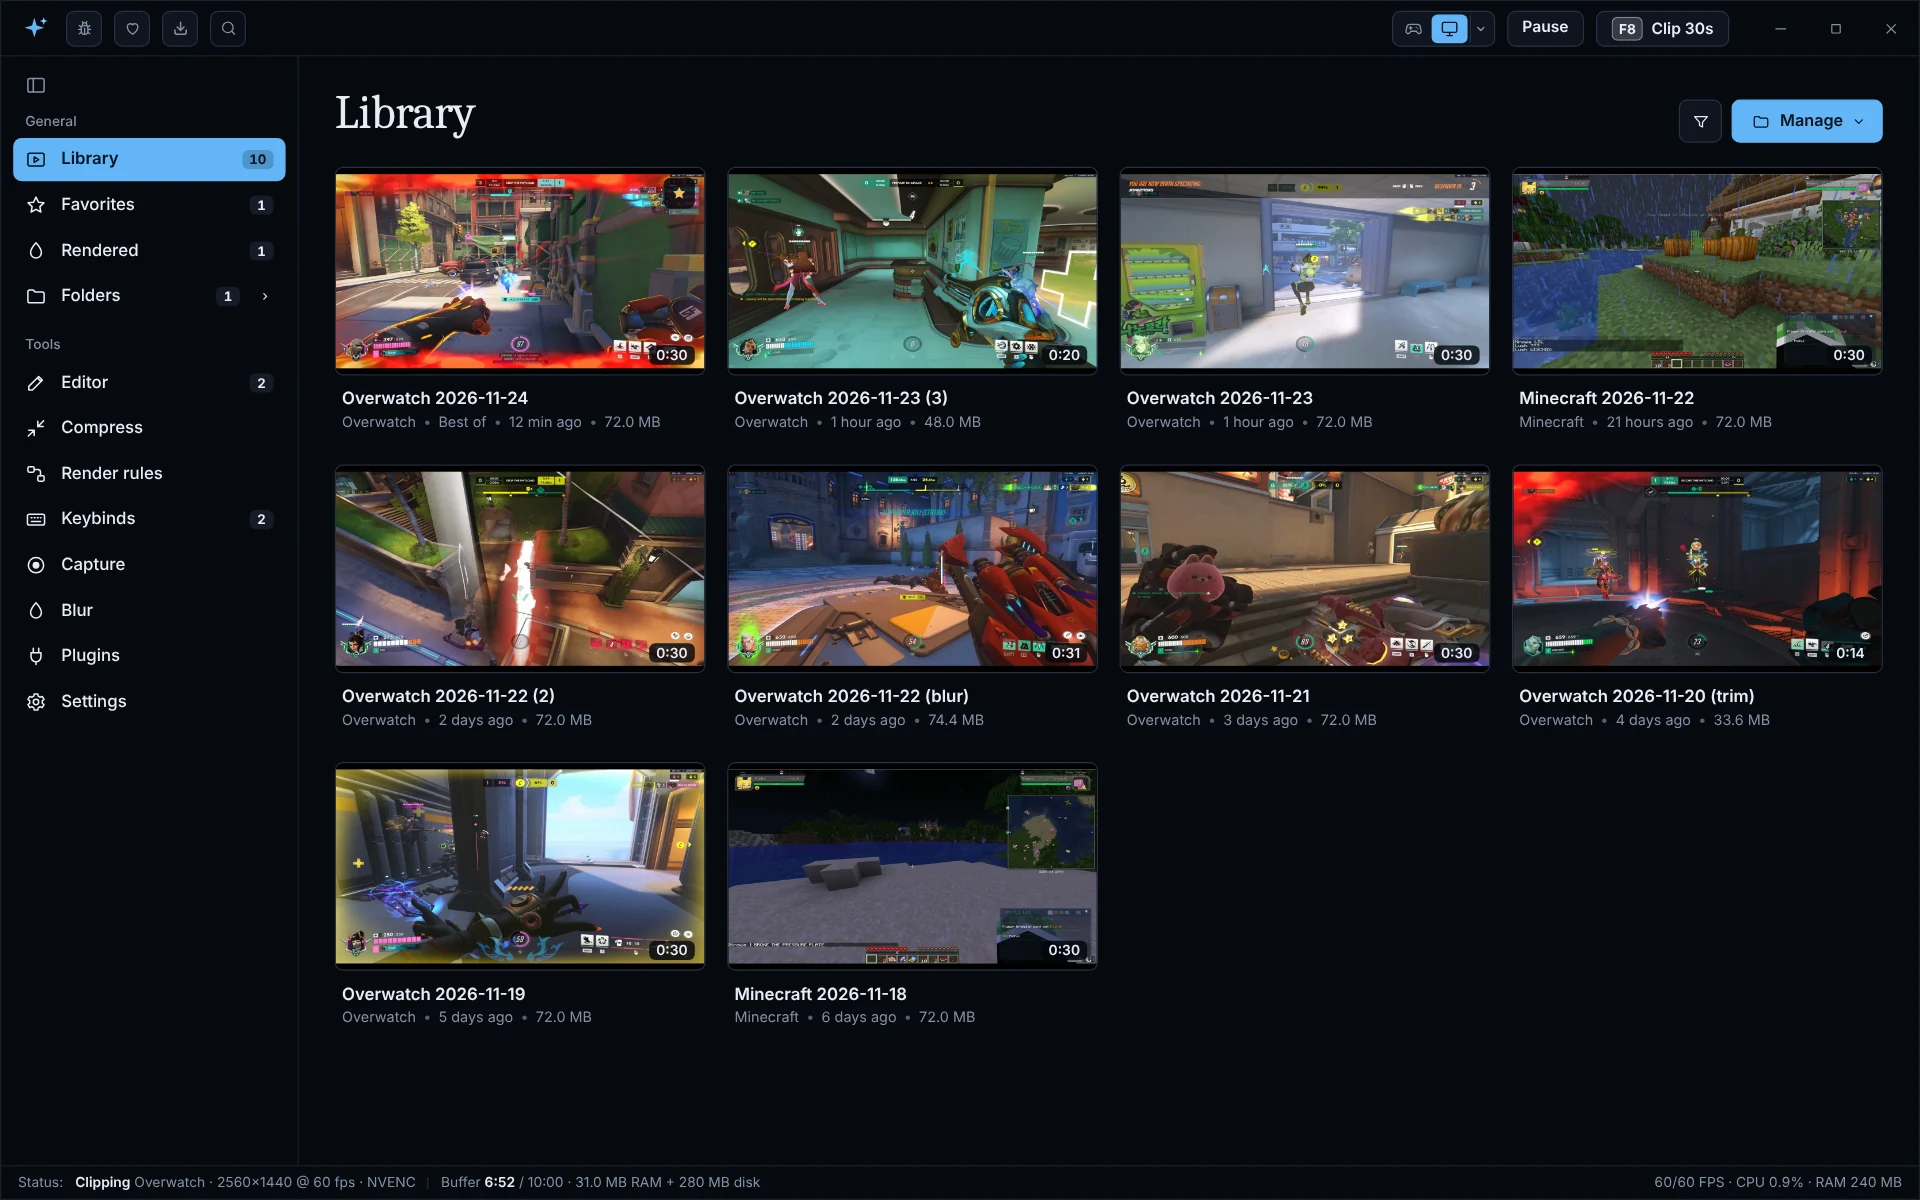 Pause
F8 Clip 30s
General
Library 10
Favorites 1
Rendered 1
Folders 1
Tools
Editor 2
Compress
Render rules
Keybinds 2
Capture
Blur
Plugins
Settings
Library
Manage
0:30
0:20
0:30
0:30
Overwatch 2026-11-24
Overwatch • Best of • 12 min ago • 72.0 MB
Overwatch 2026-11-23 (3)
Overwatch • 1 hour ago • 48.0 MB
Overwatch 2026-11-23
Overwatch • 1 hour ago • 72.0 MB
Minecraft 2026-11-22
Minecraft • 21 hours ago • 72.0 MB
0:30
0:31
0:30
0:14
Overwatch 2026-11-22 (2)
Overwatch • 2 days ago • 72.0 MB
Overwatch 2026-11-22 (blur)
Overwatch • 2 days ago • 74.4 MB
Overwatch 2026-11-21
Overwatch • 3 days ago • 72.0 MB
Overwatch 2026-11-20 (trim)
Overwatch • 4 days ago • 33.6 MB
0:30
0:30
Overwatch 2026-11-19
Overwatch • 5 days ago • 72.0 MB
Minecraft 2026-11-18
Minecraft • 6 days ago • 72.0 MB
Status: Clipping Overwatch · 2560×1440 @ 60 fps · NVENC | Buffer 6:52 / 10:00 · 31.0 MB RAM + 280 MB disk
60/60 FPS · CPU 0.9% · RAM 240 MB